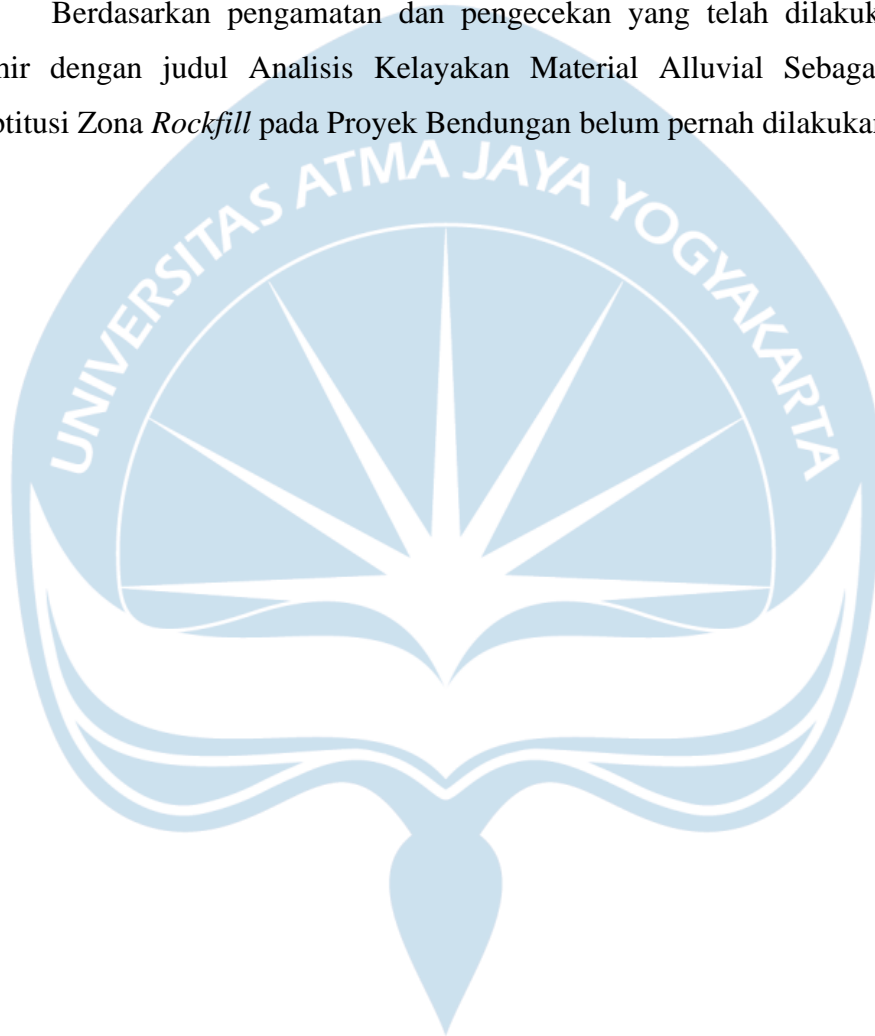 Berdasarkan pengamatan dan pengecekan yang telah dilakuk
hir dengan judul Analisis Kelayakan Material Alluvial Sebaga
ptitusi Zona Rockfill pada Proyek Bendungan belum pernah dilakukan
UNIVERSITAS ATMA JAYA YOGYAKARTA